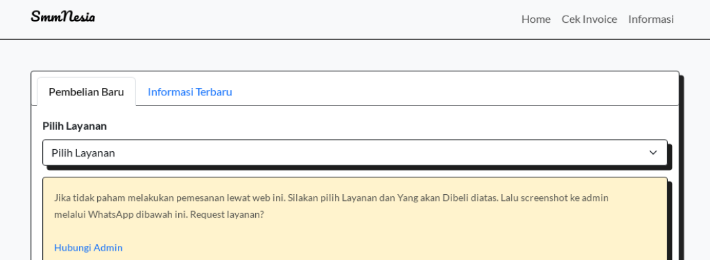 SmmNesia
Home Cek Invoice Informasi
Pembelian Baru Informasi Terbaru
Pilih Layanan
Pilih Layanan
Jika tidak paham melakukan pemesanan lewat web ini. Silakan pilih Layanan dan Yang akan Dibeli diatas. Lalu screenshot ke admin
melalui WhatsApp dibawah ini. Request layanan?
Hubungi Admin